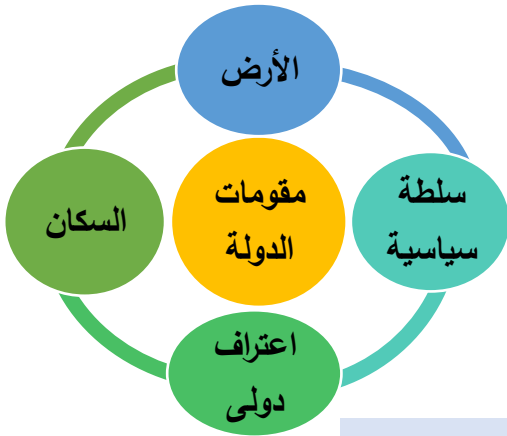 الأرض
سلطة
سياسية
مقومات
الدولة
السكان
اعتراف
دولى